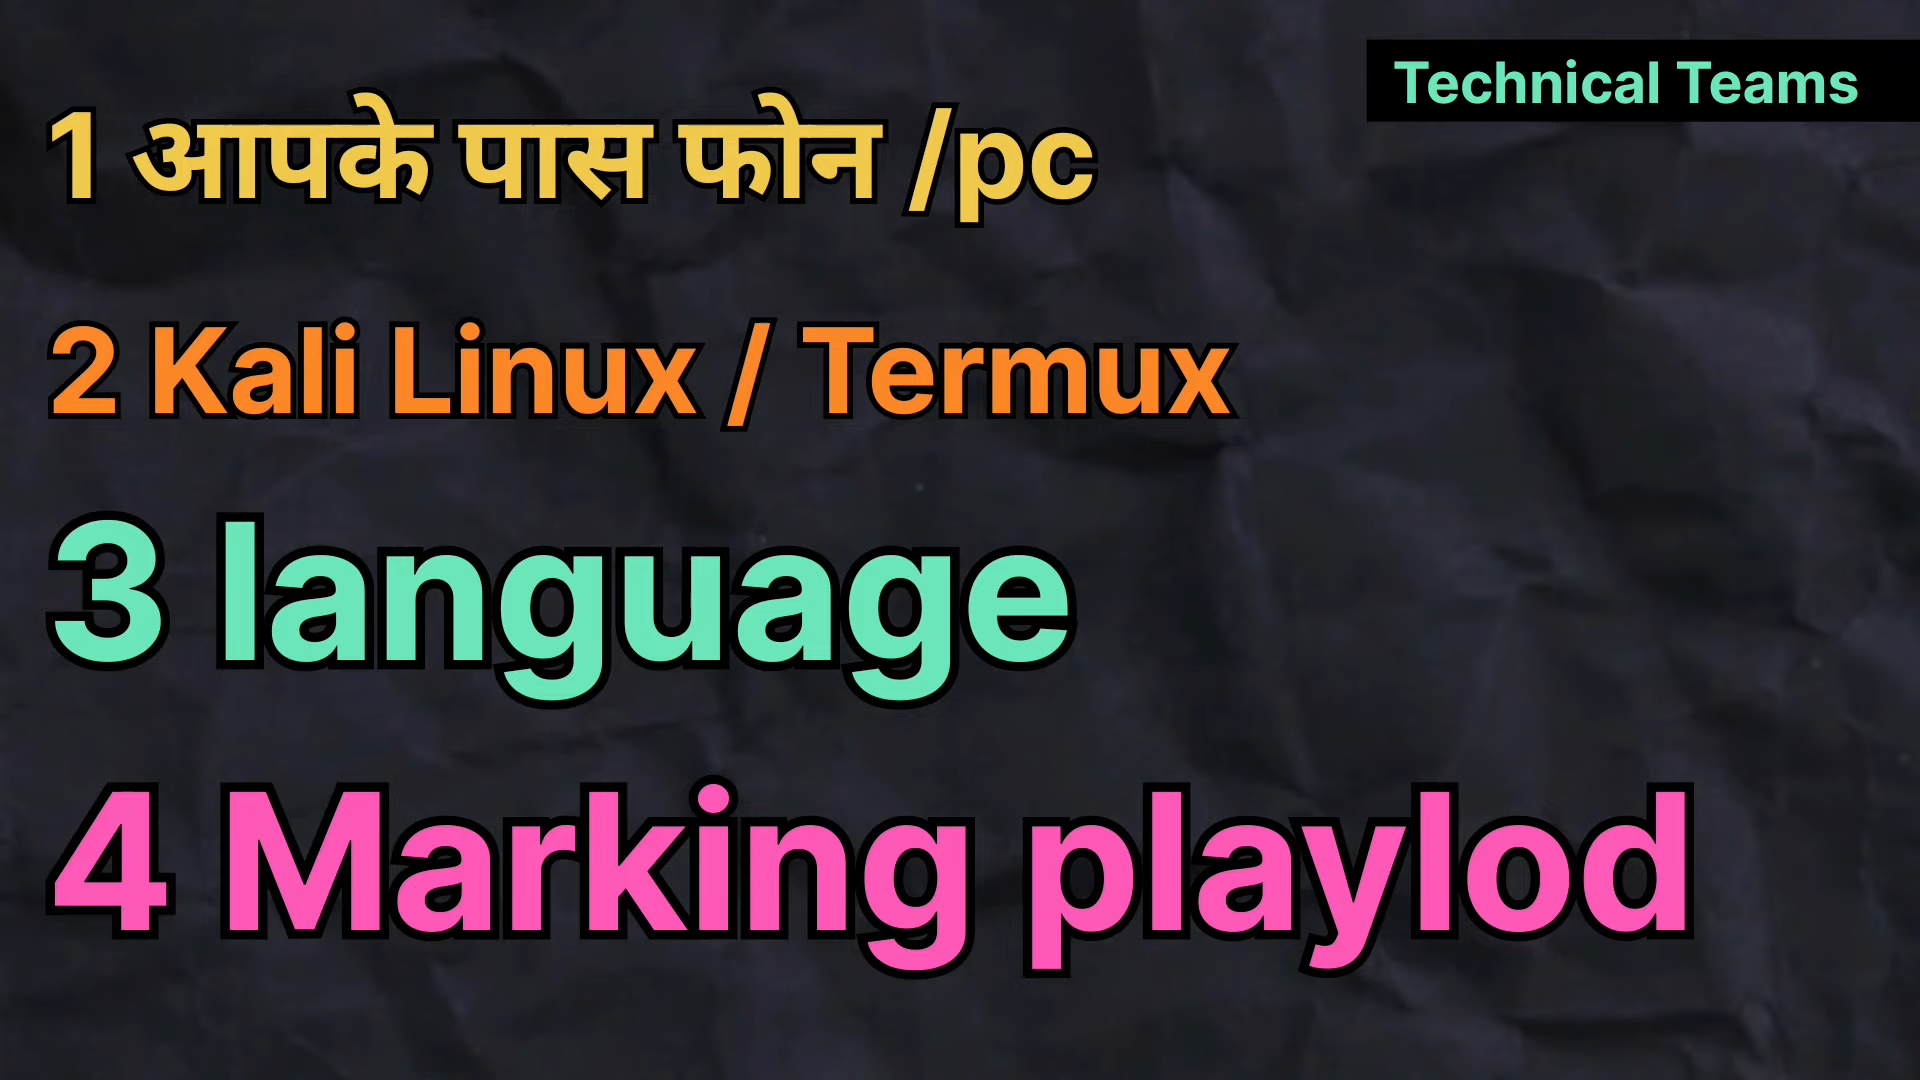 Technical Teams
1 आपके पास फोन /pc
2 Kali Linux / Termux
3 language
4 Marking playlod